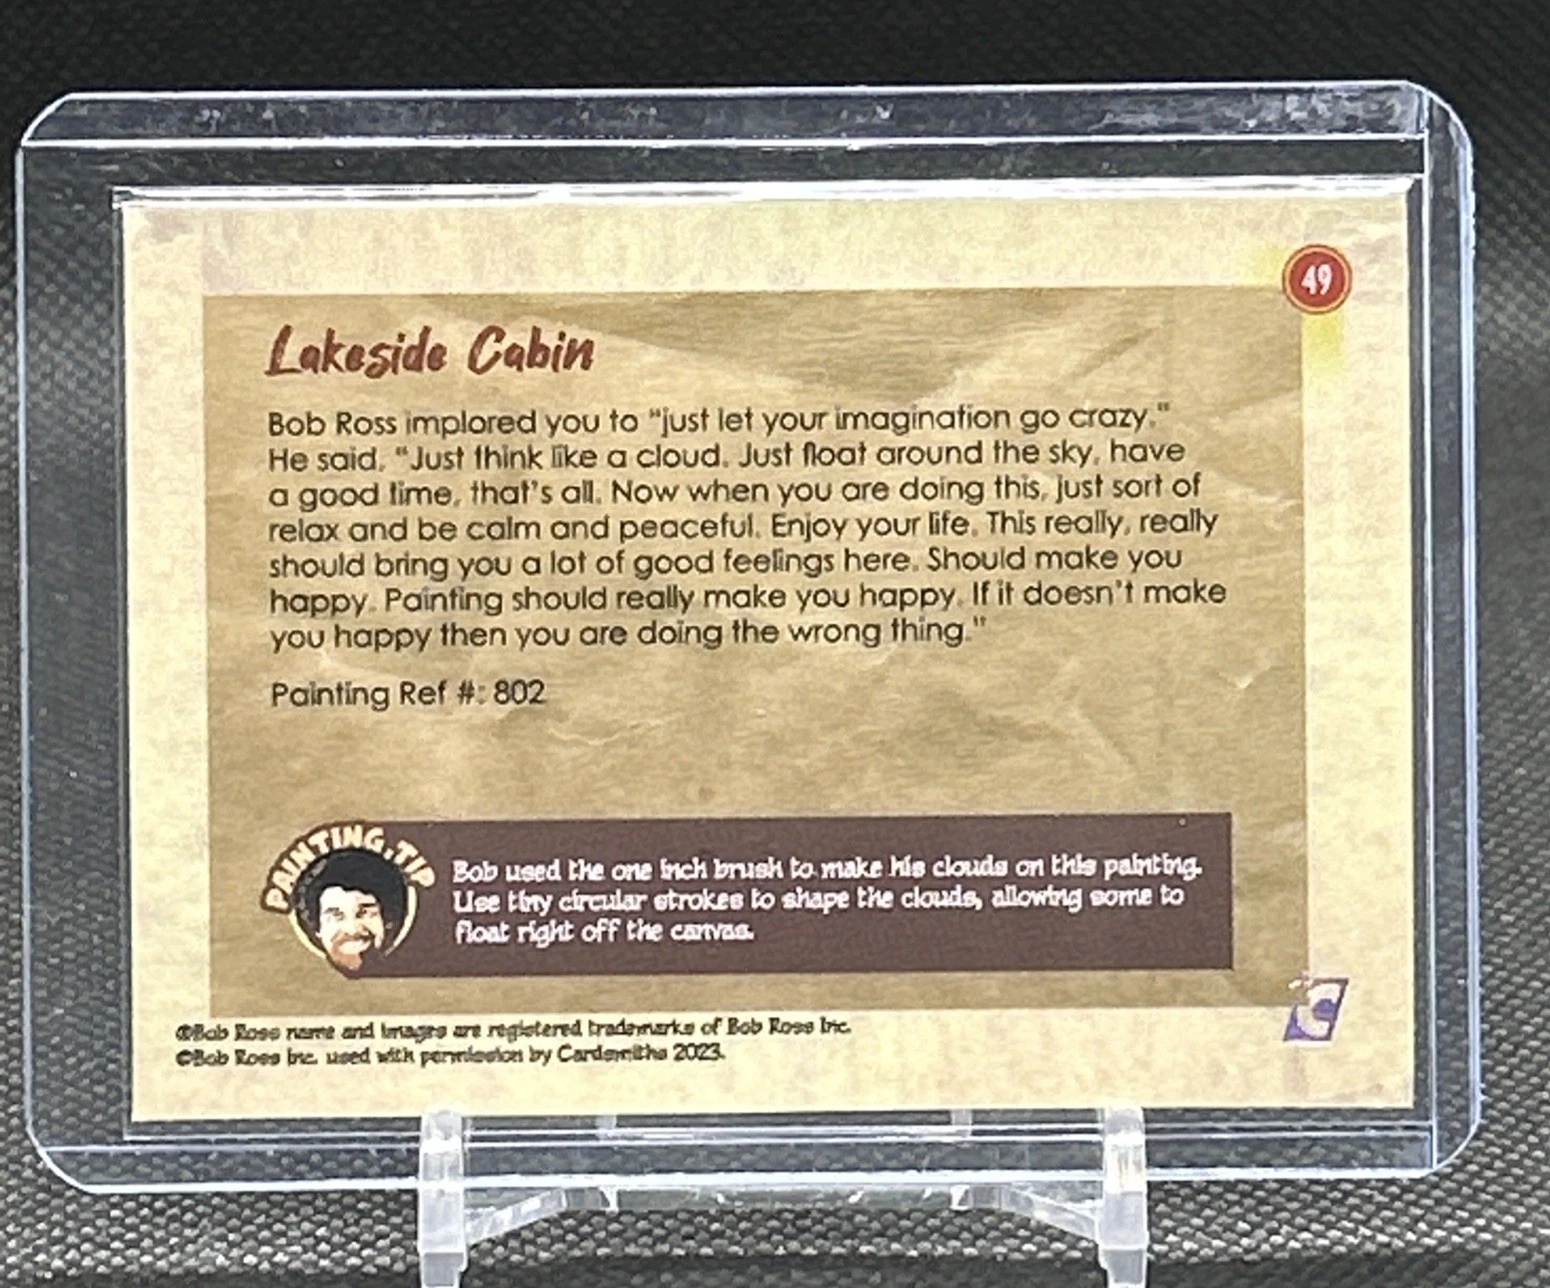 49
Lakeside Cabin
Bob Ross implored you to "just let your imagination go crazy."
He said, "Just think like a cloud. Just float around the sky, have
a good time, that's all. Now when you are doing this, just sort of
relax and be calm and peaceful. Enjoy your life. This really, really
should bring you a lot of good feelings here. Should make you
happy. Painting should really make you happy. If it doesn't make
you happy then you are doing the wrong thing."
Painting Ref #: 802
PAINTING TIP
Bob used the one inch brush to make his clouds on this painting.
Use tiny circular strokes to shape the clouds, allowing some to
float right off the canvas.
®Bob Ross name and images are registered trademarks of Bob Ross Inc.
©Bob Ross Inc. used with permission by Cardsmiths 2023.
C